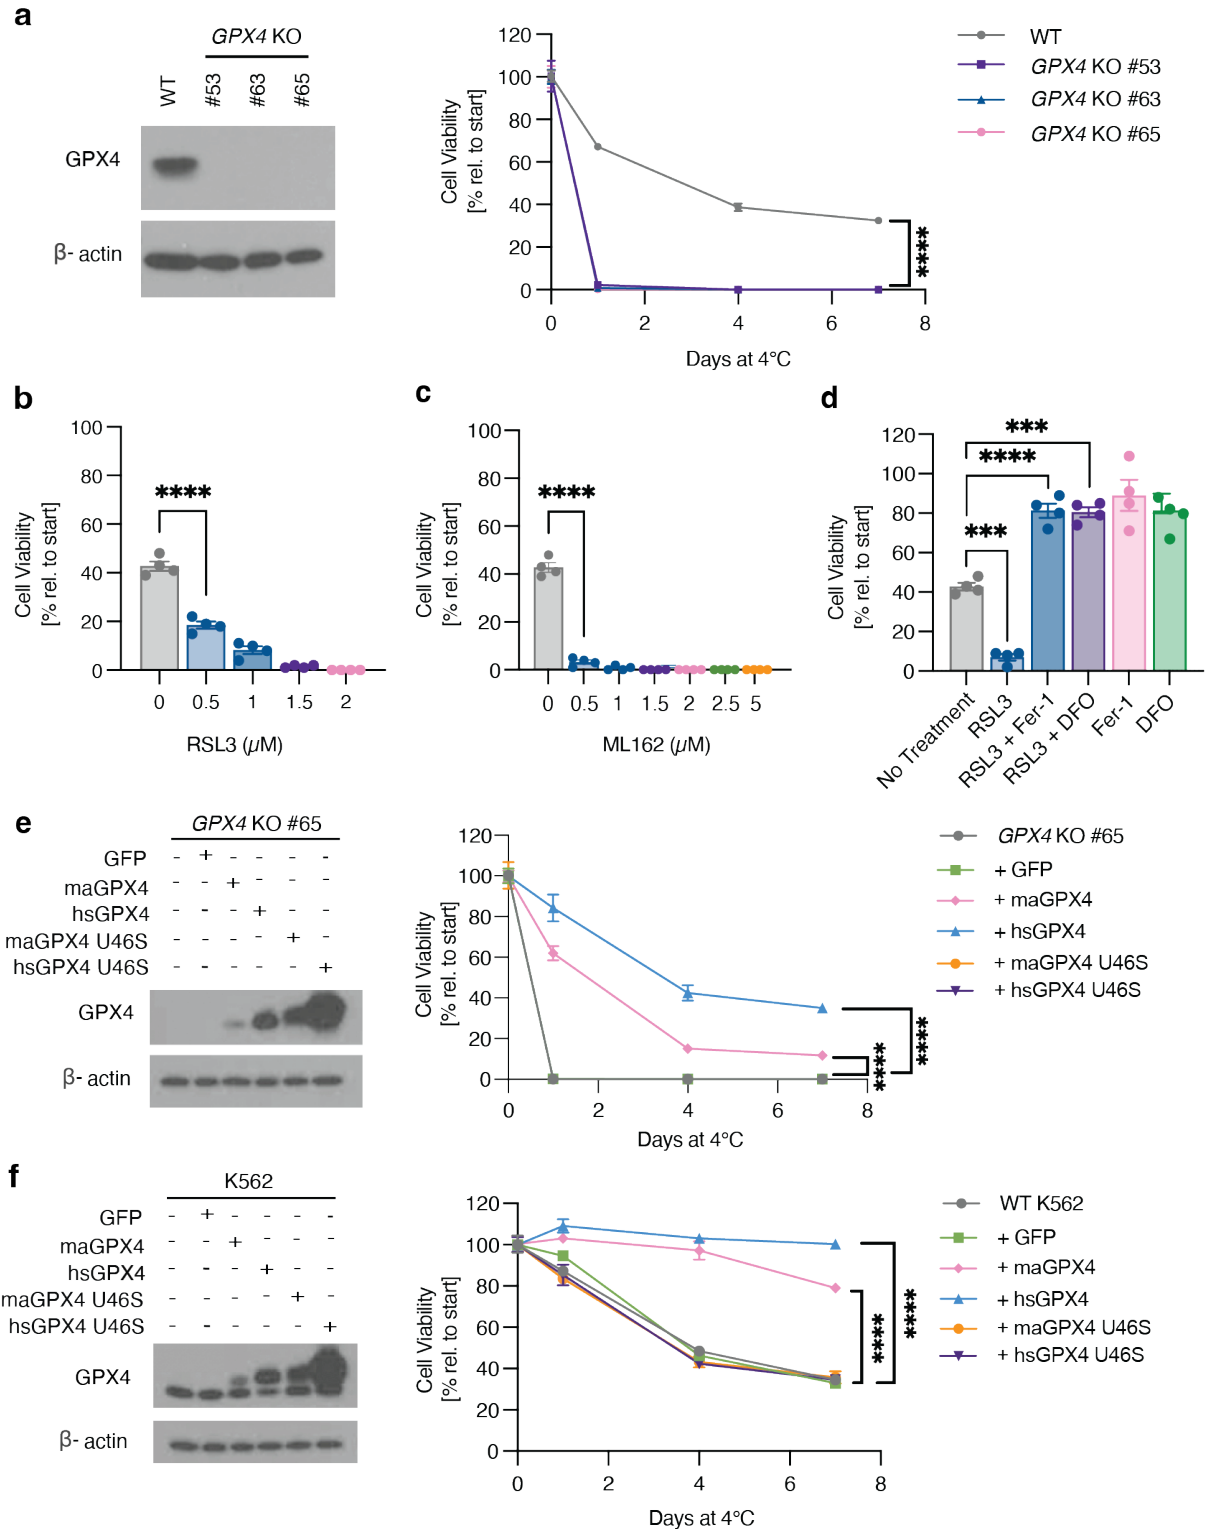 a
GPX4 KO
WT
#53
#63
#65
GPX4
β- actin
Cell Viability
[% rel. to start]
120
100
80
60
40
20
0
0 2 4 6 8
Days at 4°C
****
WT
GPX4 KO #53
GPX4 KO #63
GPX4 KO #65
b
Cell Viability
[% rel. to start]
100
80
60
40
20
0
****
0 0.5 1 1.5 2
RSL3 (µM)
c
Cell Viability
[% rel. to start]
100
80
60
40
20
0
****
0 0.5 1 1.5 2 2.5 5
ML162 (µM)
d
Cell Viability
[% rel. to start]
120
100
80
60
40
20
0
***
****
***
No Treatment
RSL3
RSL3 + Fer-1
RSL3 + DFO
Fer-1
DFO
e
GPX4 KO #65
GFP - + - - - -
maGPX4 - - + - - -
hsGPX4 - - - + - -
maGPX4 U46S - - - - + -
hsGPX4 U46S - - - - - +
GPX4
β- actin
Cell Viability
[% rel. to start]
120
100
80
60
40
20
0
0 2 4 6 8
Days at 4°C
****
****
GPX4 KO #65
+ GFP
+ maGPX4
+ hsGPX4
+ maGPX4 U46S
+ hsGPX4 U46S
f
K562
GFP - + - - - -
maGPX4 - - + - - -
hsGPX4 - - - + - -
maGPX4 U46S - - - - + -
hsGPX4 U46S - - - - - +
GPX4
β- actin
Cell Viability
[% rel. to start]
120
100
80
60
40
20
0
0 2 4 6 8
Days at 4°C
****
****
WT K562
+ GFP
+ maGPX4
+ hsGPX4
+ maGPX4 U46S
+ hsGPX4 U46S